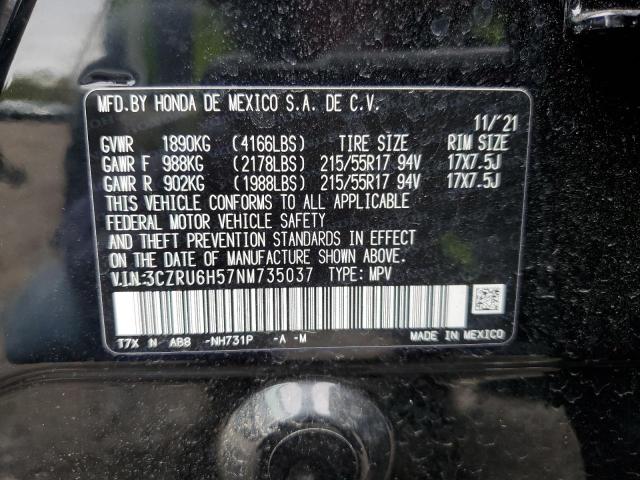 MFD.BY HONDA DE MEXICO S.A. DE C.V.
11/'21
GVWR 1890KG (4166LBS) TIRE SIZE RIM SIZE
GAWR F 988KG (2178LBS) 215/55R17 94V 17X7.5J
GAWR R 902KG (1988LBS) 215/55R17 94V 17X7.5J
THIS VEHICLE CONFORMS TO ALL APPLICABLE
FEDERAL MOTOR VEHICLE SAFETY
AND THEFT PREVENTION STANDARDS IN EFFECT
ON THE DATE OF MANUFACTURE SHOWN ABOVE.
V.I.N:3CZRU6H57NM735037 TYPE: MPV
T7X N AB8 -NH731P -A -M MADE IN MEXICO